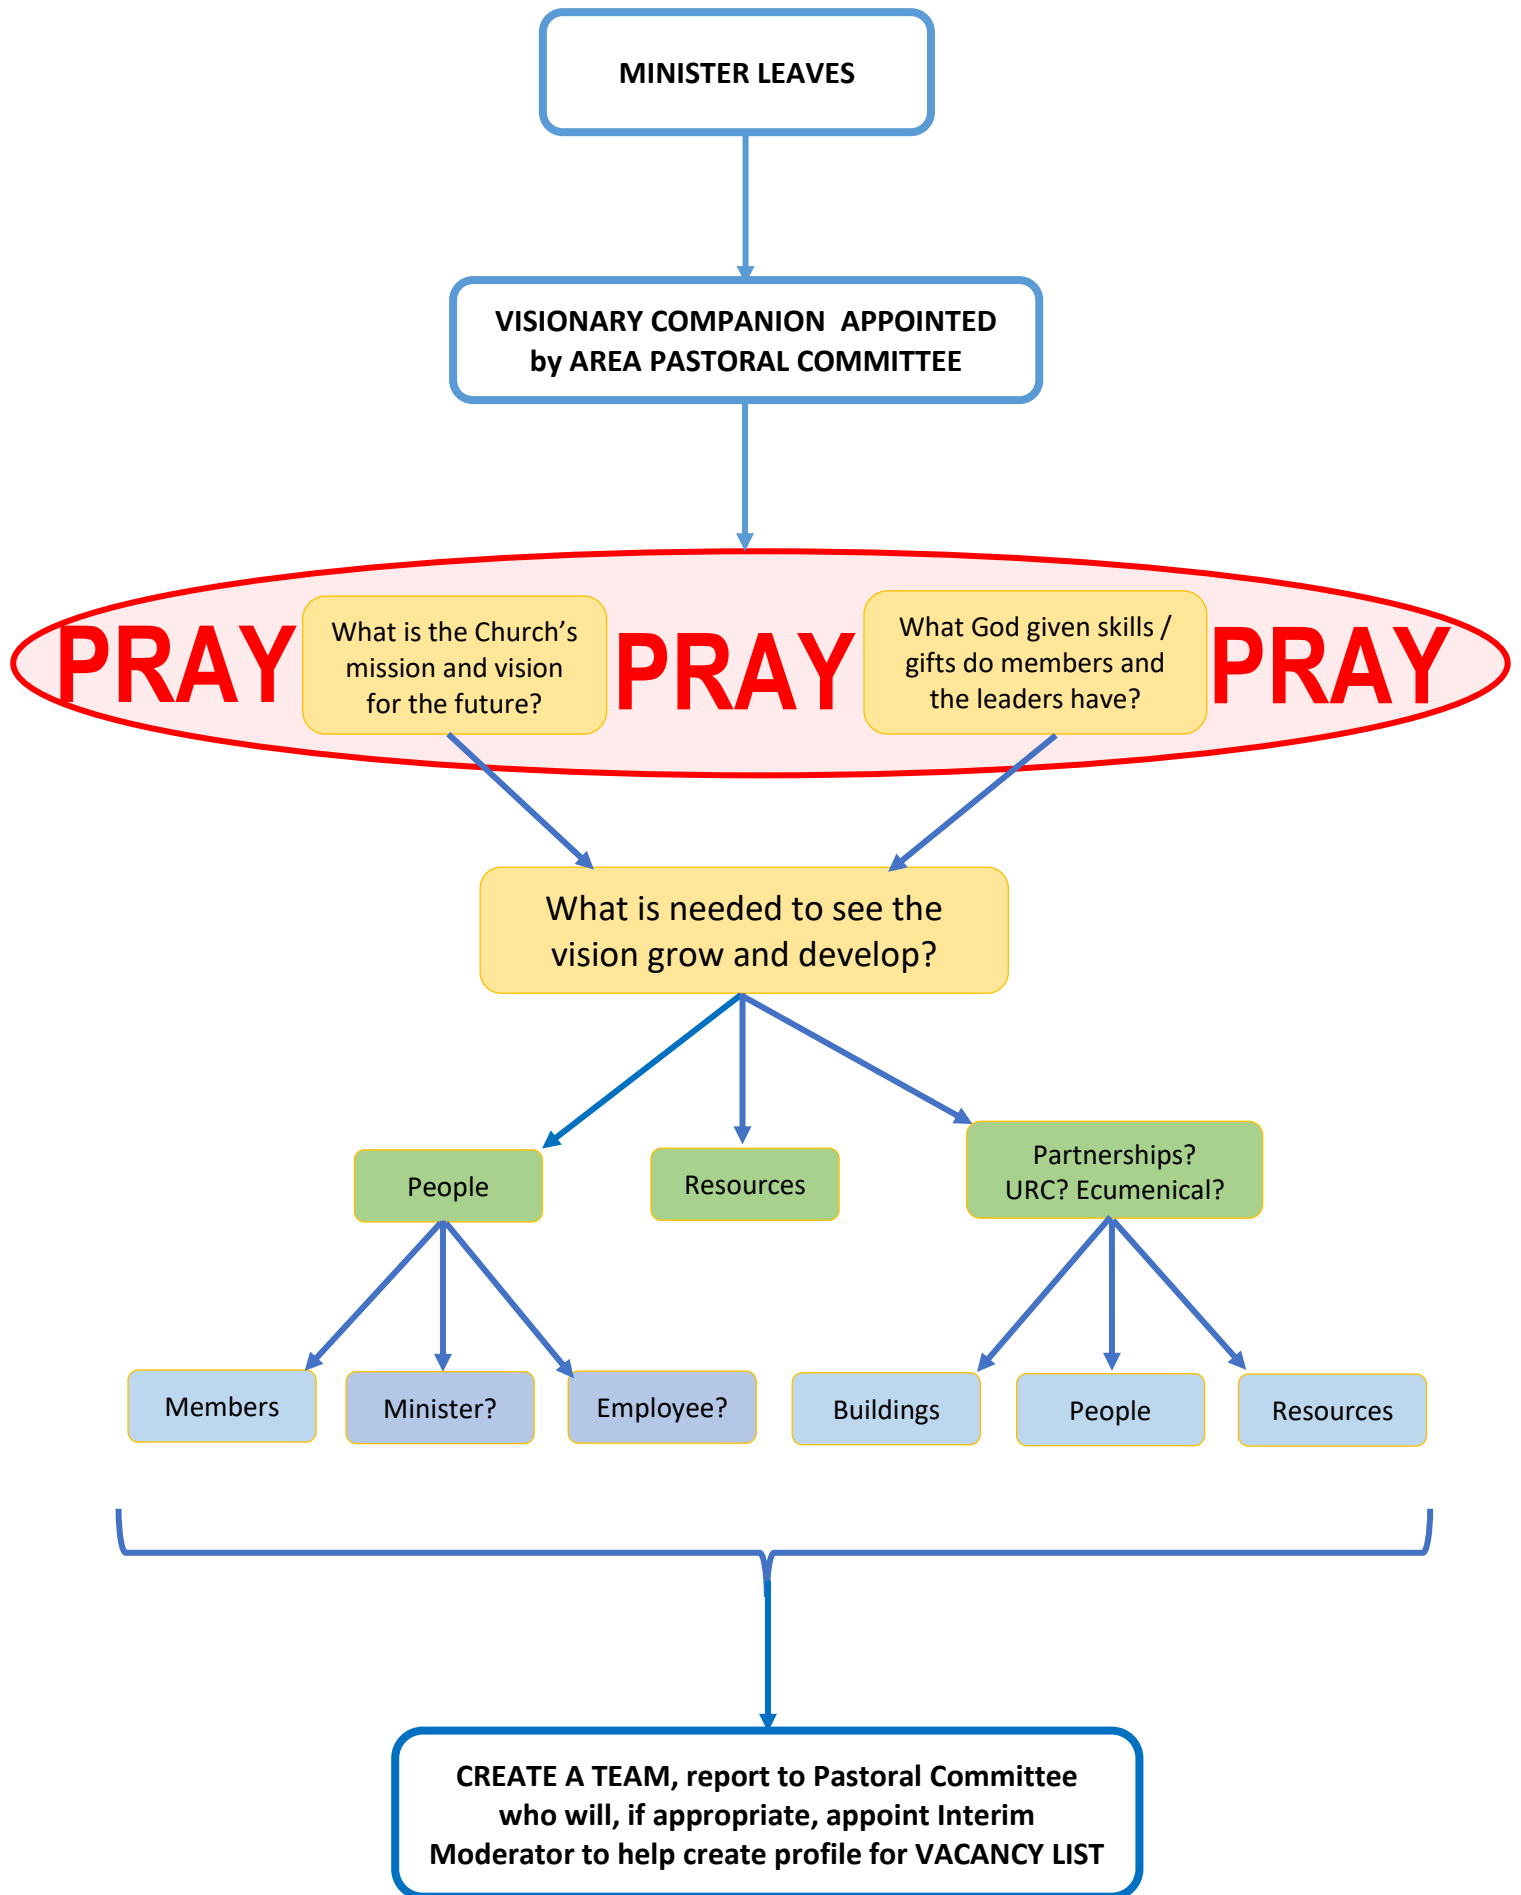 MINISTER LEAVES
VISIONARY COMPANION APPOINTED
by AREA PASTORAL COMMITTEE
PRAY
What is the Church’s
mission and vision
for the future?
PRAY
What God given skills /
gifts do members and
the leaders have?
PRAY
What is needed to see the
vision grow and develop?
People
Resources
Partnerships?
URC? Ecumenical?
Members
Minister?
Employee?
Buildings
People
Resources
CREATE A TEAM, report to Pastoral Committee
who will, if appropriate, appoint Interim
Moderator to help create profile for VACANCY LIST